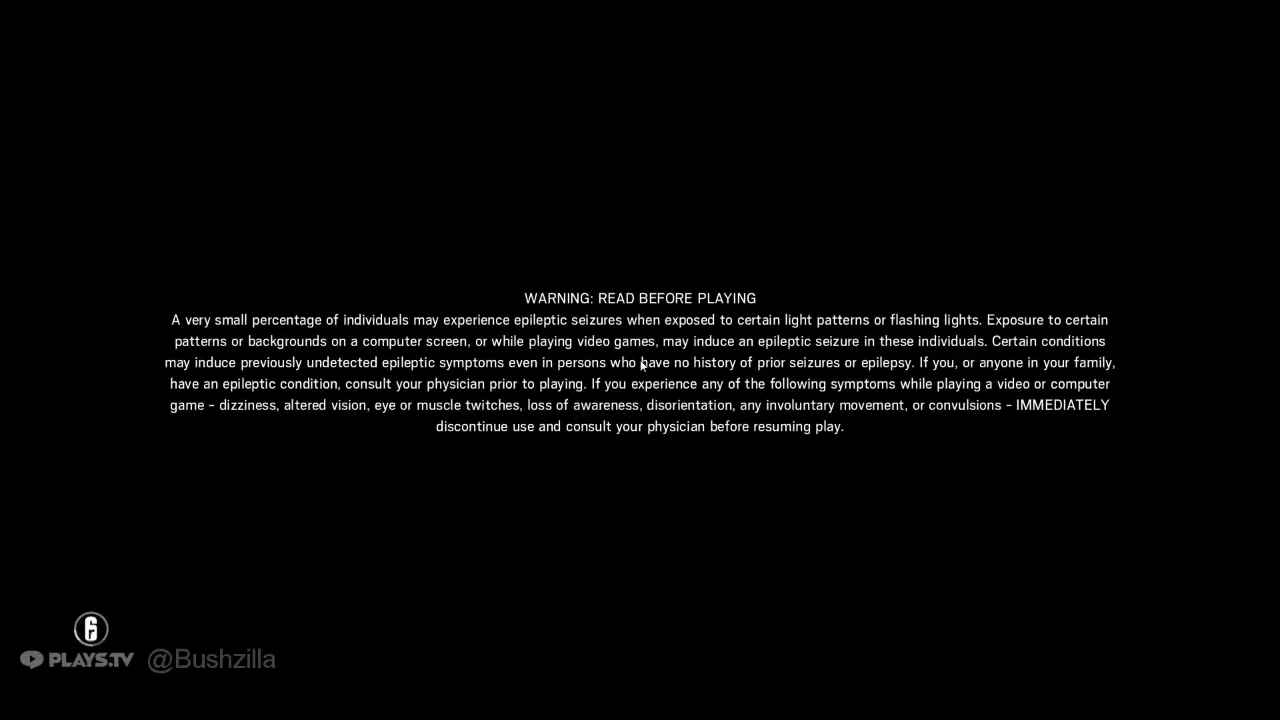 WARNING: READ BEFORE PLAYING
A very small percentage of individuals may experience epileptic seizures when exposed to certain light patterns or flashing lights. Exposure to certain
patterns or backgrounds on a computer screen, or while playing video games, may induce an epileptic seizure in these individuals. Certain conditions
may induce previously undetected epileptic symptoms even in persons who have no history of prior seizures or epilepsy. If you, or anyone in your family,
have an epileptic condition, consult your physician prior to playing. If you experience any of the following symptoms while playing a video or computer
game - dizziness, altered vision, eye or muscle twitches, loss of awareness, disorientation, any involuntary movement, or convulsions - IMMEDIATELY
discontinue use and consult your physician before resuming play.
6
PLAYS.TV @Bushzilla